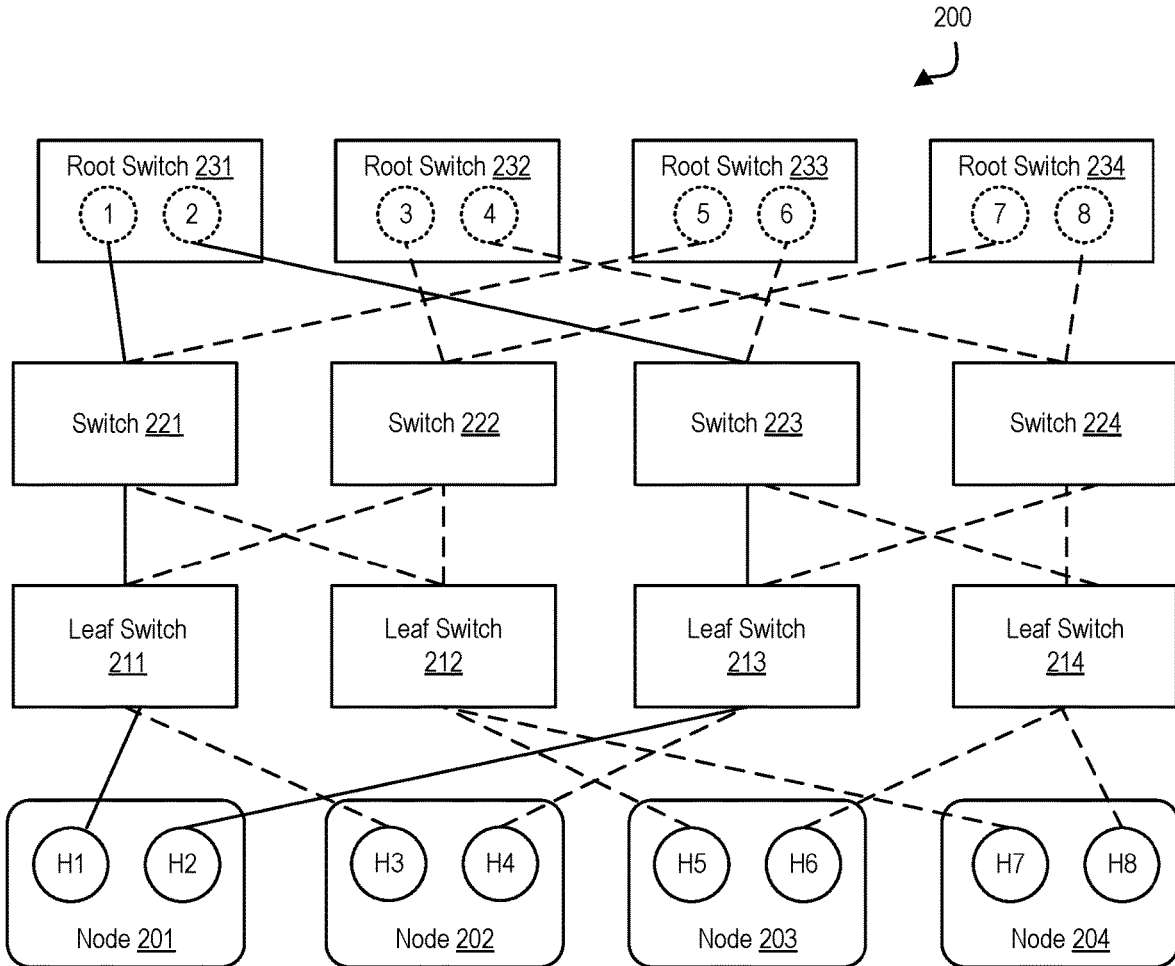 200
Root Switch 231
1 2
Root Switch 232
3 4
Root Switch 233
5 6
Root Switch 234
7 8
Switch 221
Switch 222
Switch 223
Switch 224
Leaf Switch
211
Leaf Switch
212
Leaf Switch
213
Leaf Switch
214
H1 H2
Node 201
H3 H4
Node 202
H5 H6
Node 203
H7 H8
Node 204